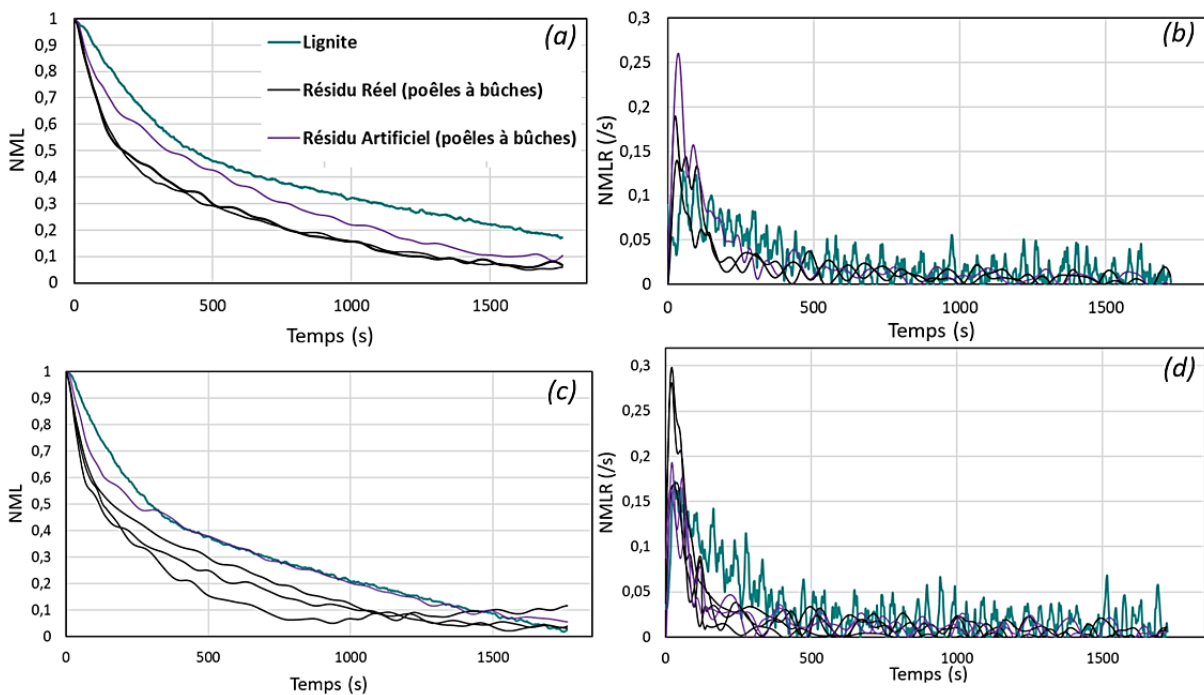 (a)
Lignite
Résidu Réel (poêles à bûches)
Résidu Artificiel (poêles à bûches)
NML
1
0,9
0,8
0,7
0,6
0,5
0,4
0,3
0,2
0,1
0
0 500 1000 1500
Temps (s)
(b)
NMLR (/s)
0,3
0,25
0,2
0,15
0,1
0,05
0
0 500 1000 1500
Temps (s)
(c)
NML
1
0,9
0,8
0,7
0,6
0,5
0,4
0,3
0,2
0,1
0
0 500 1000 1500
Temps (s)
(d)
NMLR (/s)
0,3
0,25
0,2
0,15
0,1
0,05
0
0 500 1000 1500
Temps (s)